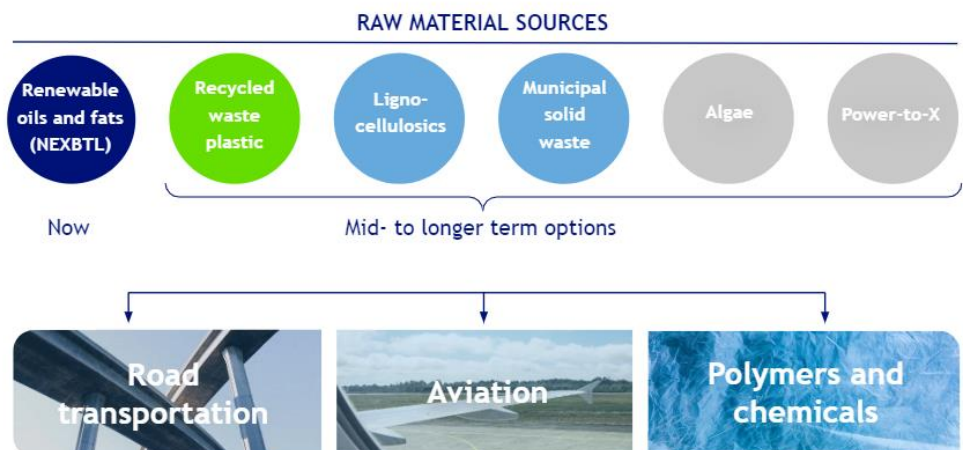 RAW MATERIAL SOURCES
Renewable
oils and fats
(NEXBTL)
Recycled
waste
plastic
Ligno-
cellulosics
Municipal
solid
waste
Algae
Power-to-X
Now
Mid- to longer term options
Road
transportation
Aviation
Polymers and
chemicals